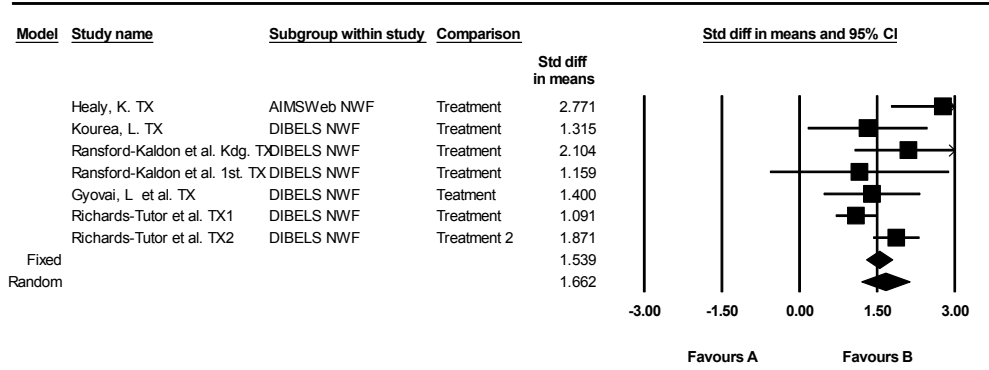 Model Study name Subgroup within study Comparison Std diff in means and 95% CI
Std diff
in means
Healy, K. TX AIMSWeb NWF Treatment 2.771
Kourea, L. TX DIBELS NWF Treatment 1.315
Ransford-Kaldon et al. Kdg. TX DIBELS NWF Treatment 2.104
Ransford-Kaldon et al. 1st. TX DIBELS NWF Treatment 1.159
Gyovai, L et al. TX DIBELS NWF Teatment 1.400
Richards-Tutor et al. TX1 DIBELS NWF Treatment 1.091
Richards-Tutor et al. TX2 DIBELS NWF Treatment 2 1.871
Fixed 1.539
Random 1.662
-3.00 -1.50 0.00 1.50 3.00
Favours A Favours B